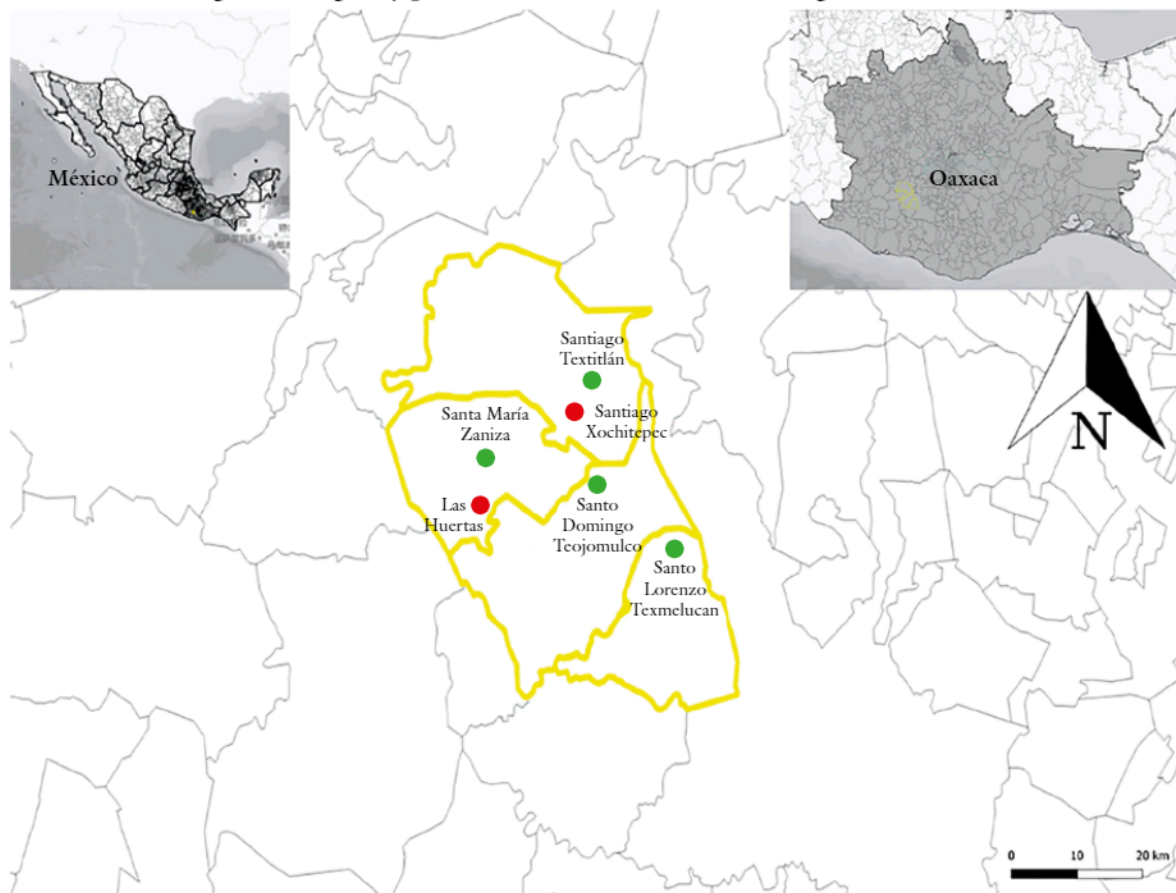 México
Oaxaca
Santiago
Textitlán
Santiago
Xochitepec
Santa María
Zaniza
Las
Huertas
Santo
Domingo
Teojomulco
Santo
Lorenzo
Texmelucan
N
0 10 20 km